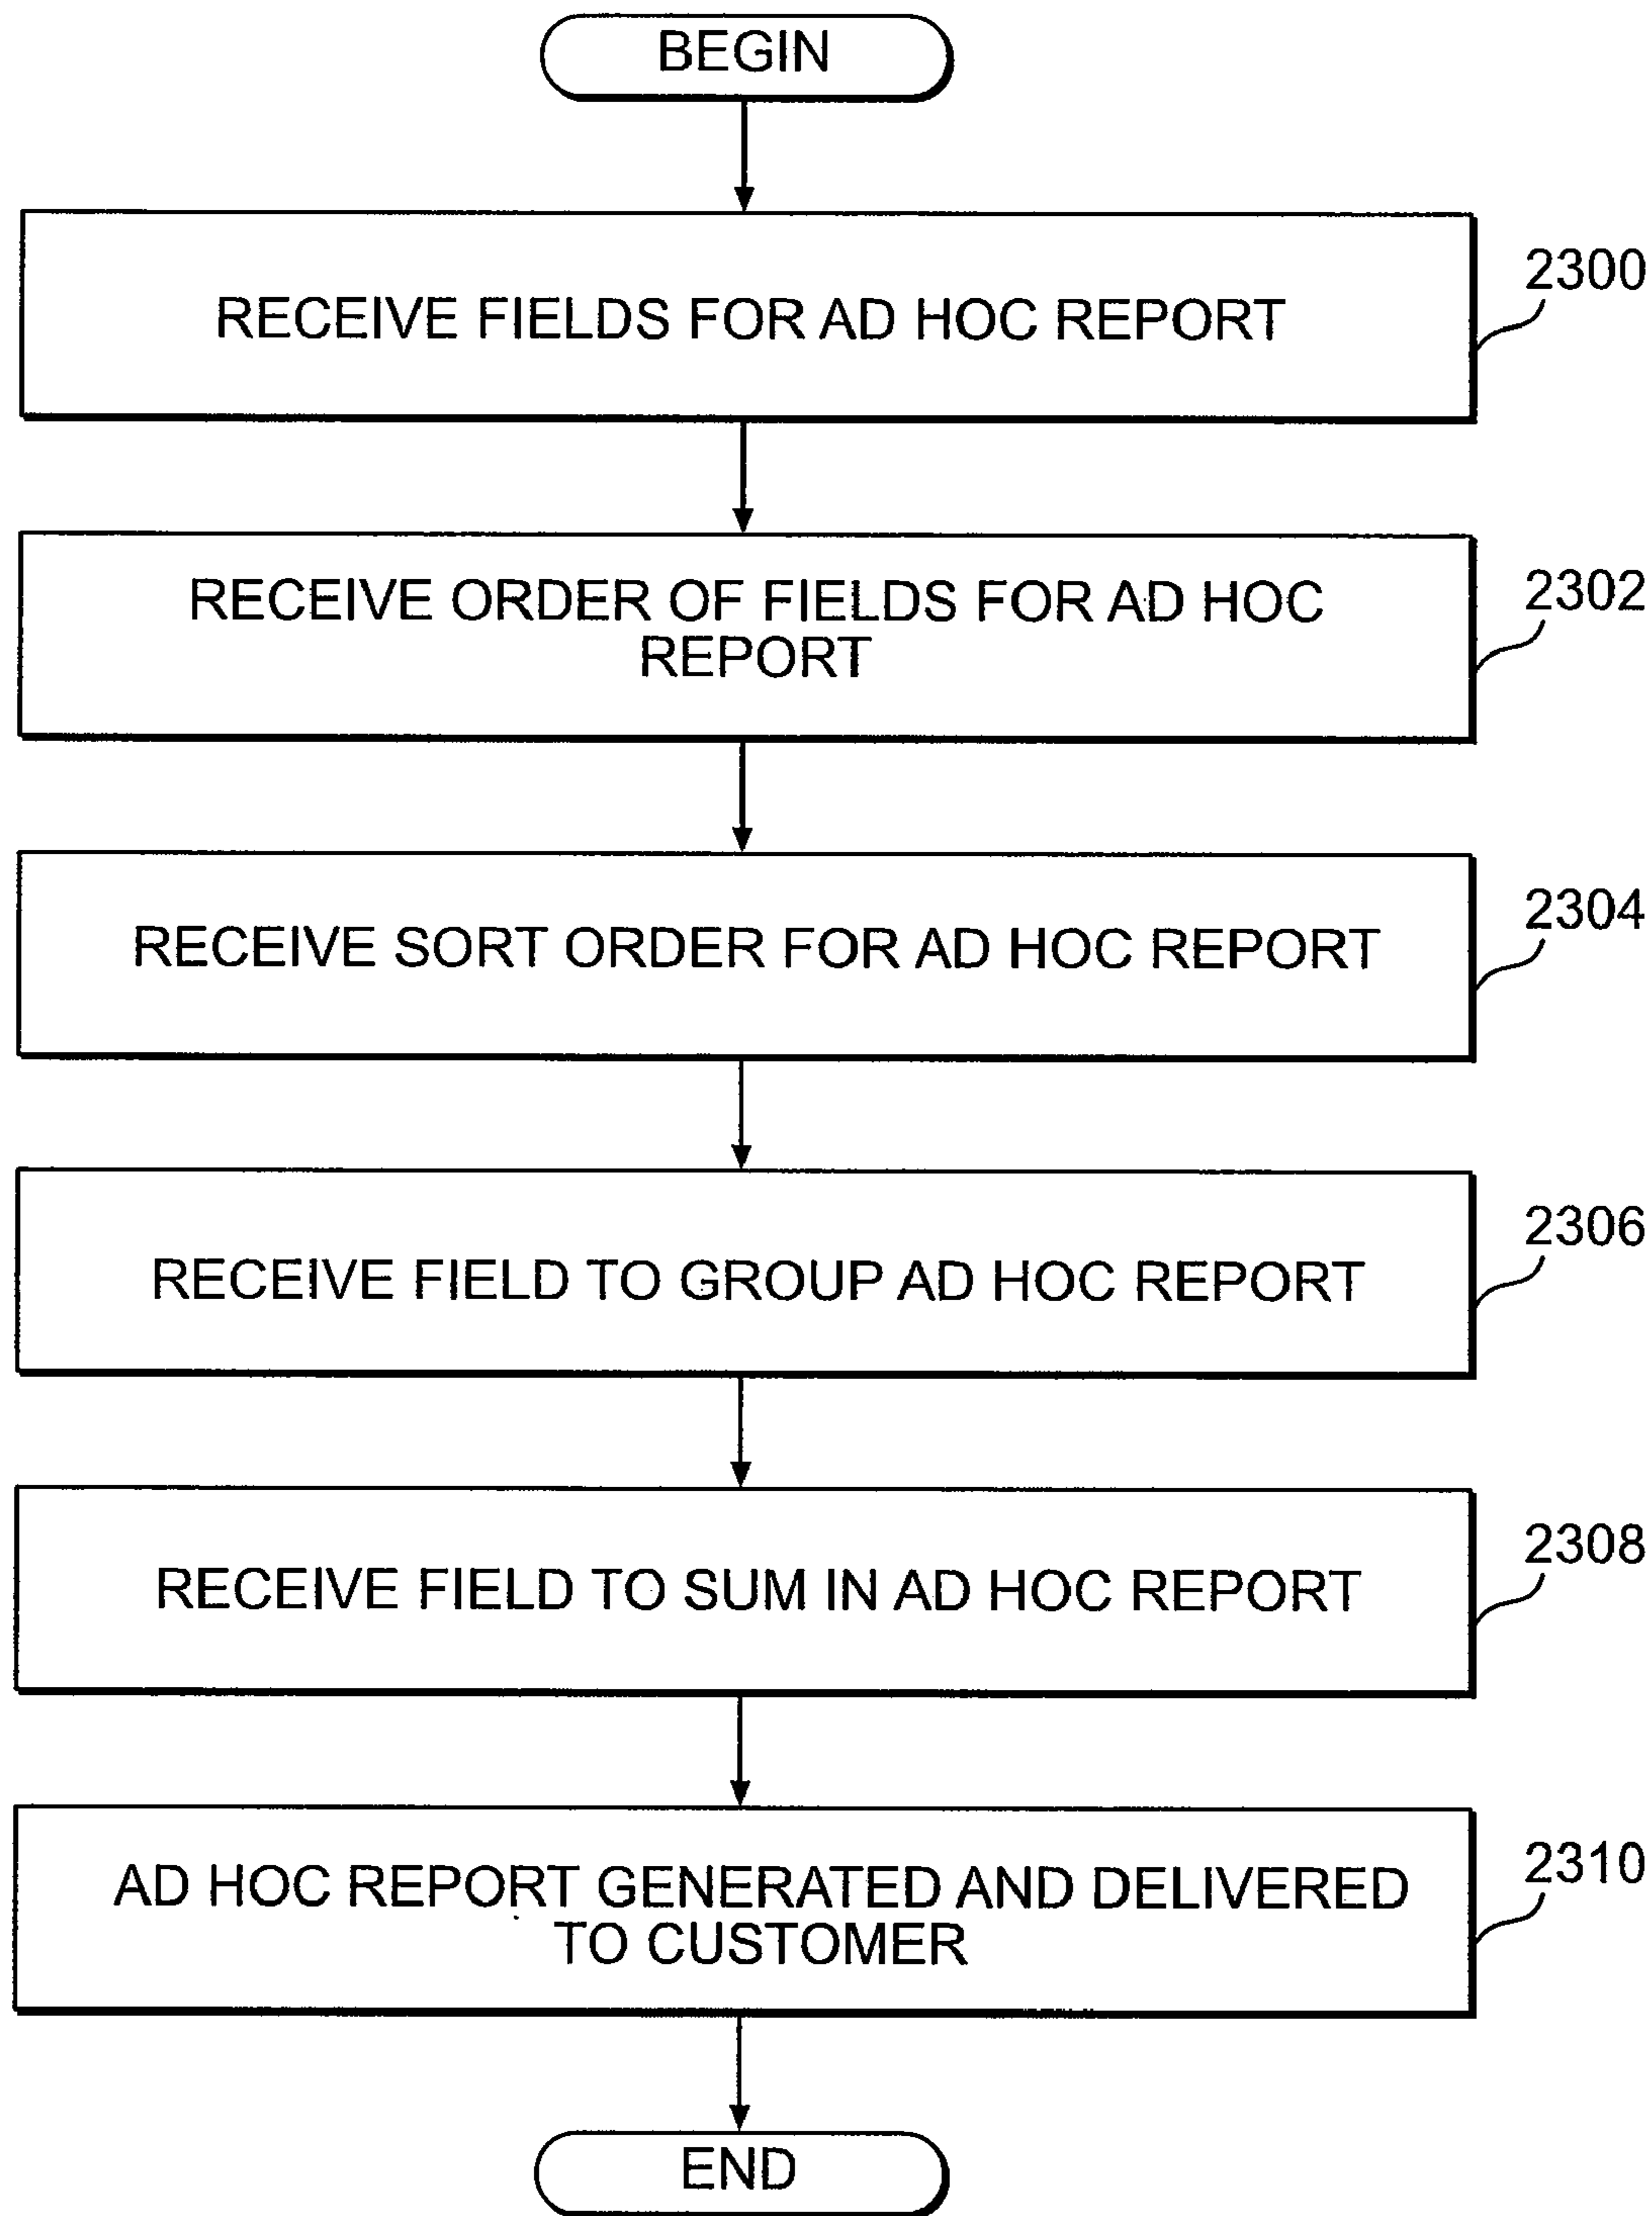 BEGIN
RECEIVE FIELDS FOR AD HOC REPORT
2300
RECEIVE ORDER OF FIELDS FOR AD HOC
REPORT
2302
RECEIVE SORT ORDER FOR AD HOC REPORT
2304
RECEIVE FIELD TO GROUP AD HOC REPORT
2306
RECEIVE FIELD TO SUM IN AD HOC REPORT
2308
AD HOC REPORT GENERATED AND DELIVERED
TO CUSTOMER
2310
END